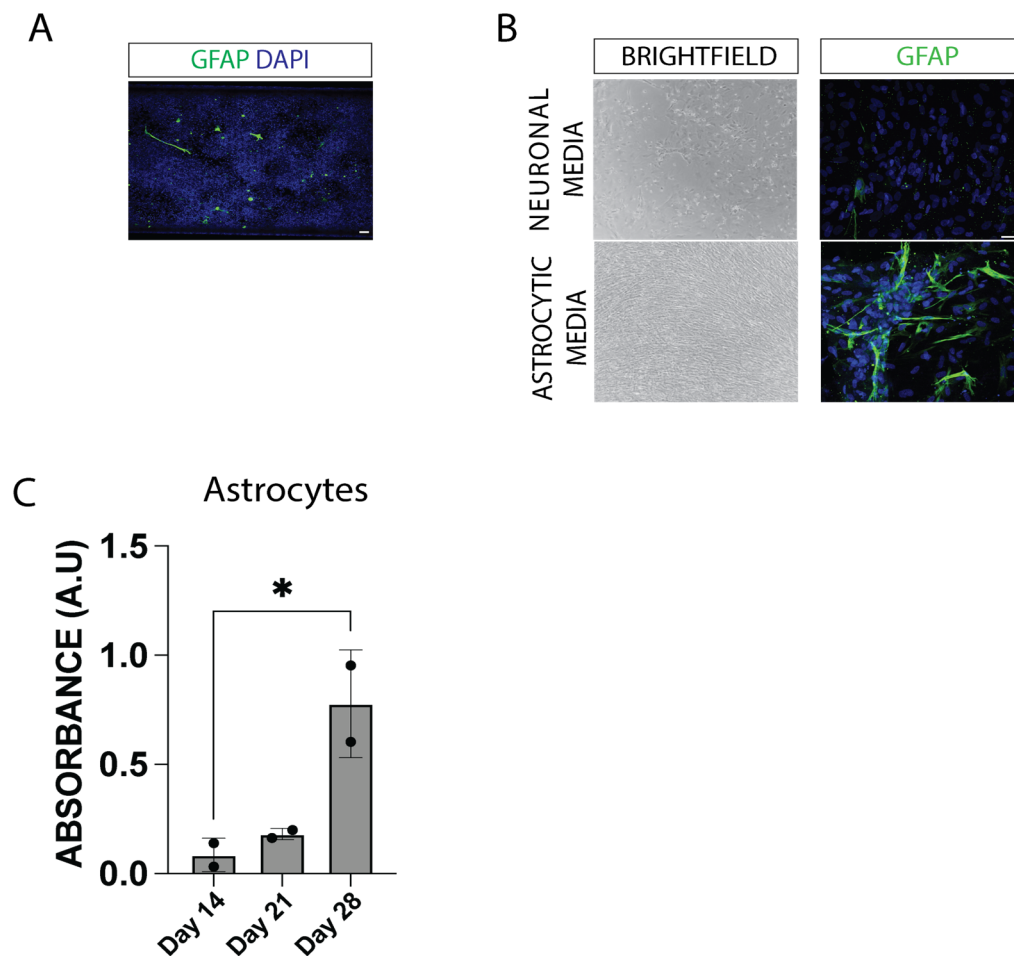 A
GFAP DAPI
B
BRIGHTFIELD
GFAP
NEURONAL
MEDIA
ASTROCYTIC
MEDIA
C
Astrocytes
ABSORBANCE (A.U)
1.5
1.0
0.5
0.0
*
Day 14
Day 21
Day 28